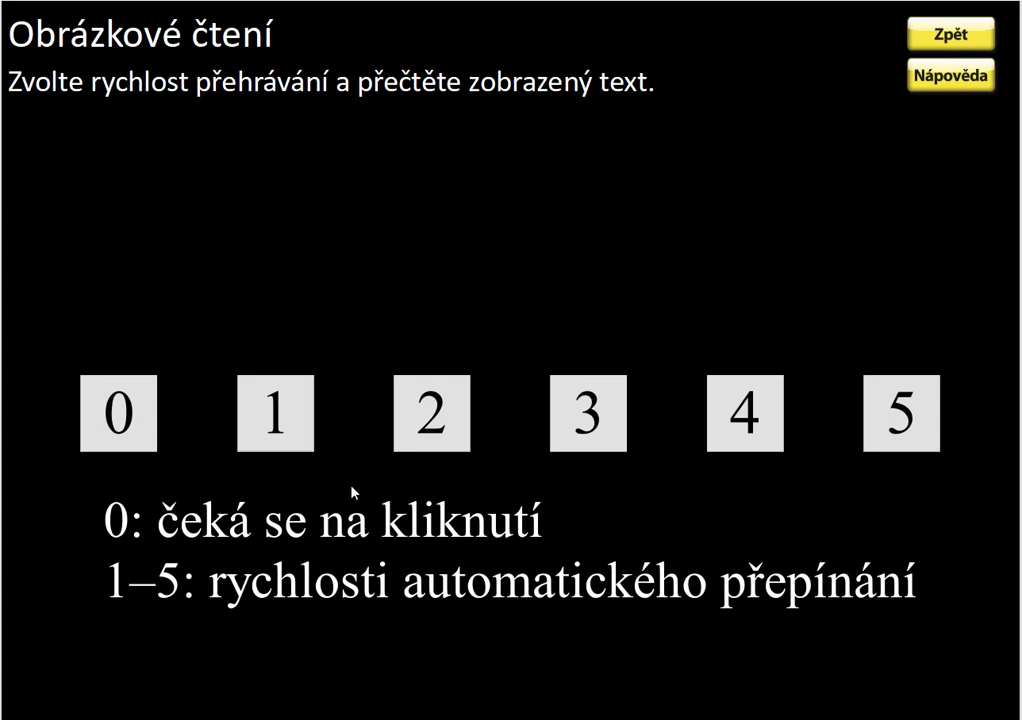 Obrázkové čtení
Zpět
Zvolte rychlost přehrávání a přečtěte zobrazený text.
Nápověda
0 1 2 3 4 5
0: čeká se na kliknutí
1–5: rychlosti automatického přepínání